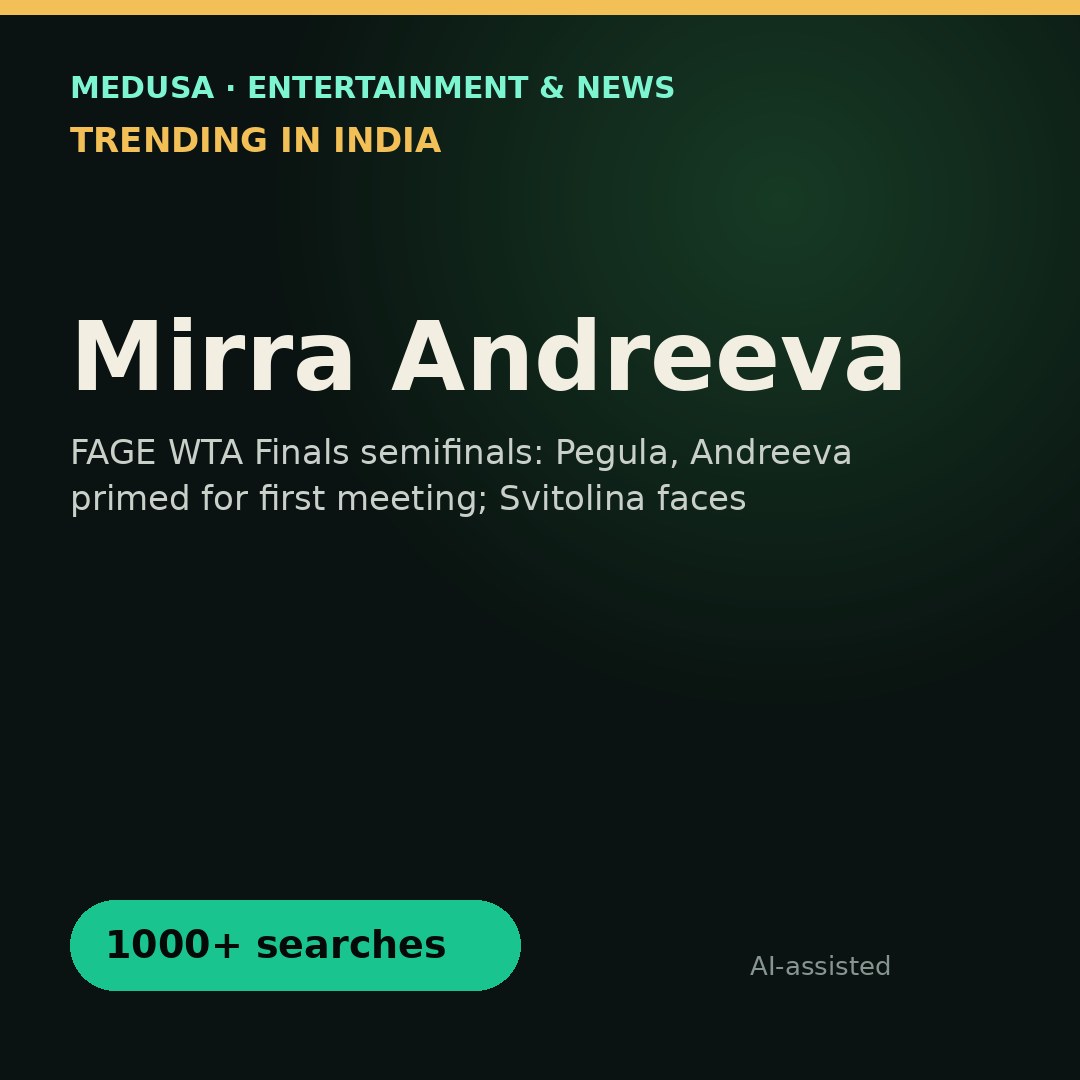 MEDUSA · ENTERTAINMENT & NEWS
TRENDING IN INDIA
Mirra Andreeva
FAGE WTA Finals semifinals: Pegula, Andreeva
primed for first meeting; Svitolina faces
1000+ searches
AI-assisted